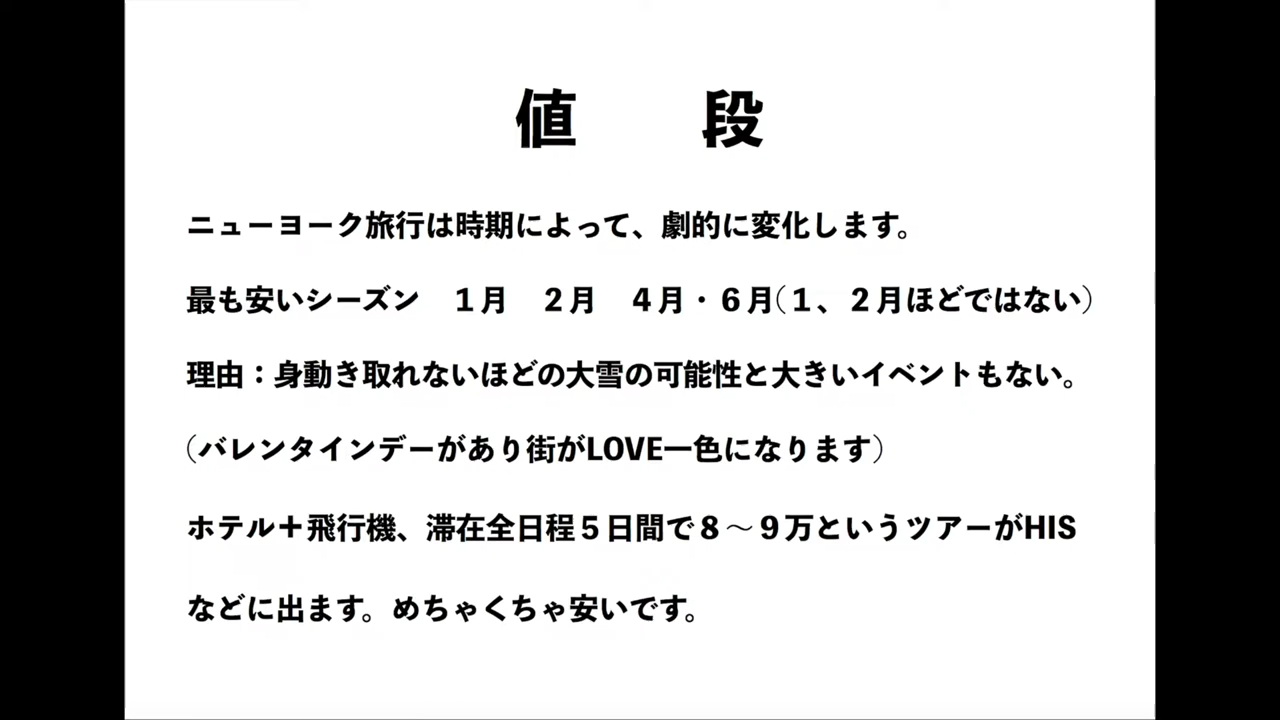 値　段
ニューヨーク旅行は時期によって、劇的に変化します。
最も安いシーズン　１月　２月　４月・６月（１、２月ほどではない）
理由：身動き取れないほどの大雪の可能性と大きいイベントもない。
（バレンタインデーがあり街がLOVE一色になります）
ホテル＋飛行機、滞在全日程５日間で８～９万というツアーがHIS
などに出ます。めちゃくちゃ安いです。